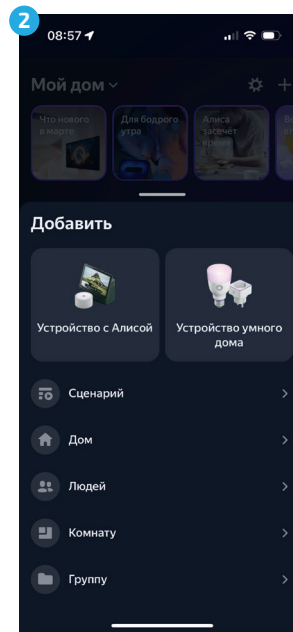 2
08:57
Мой дом
Что нового
в марте
Для бодрого
утра
Алиса
засечёт
время
Добавить
Устройство с Алисой
Устройство умного
дома
Сценарий
Дом
Людей
Комнату
Группу